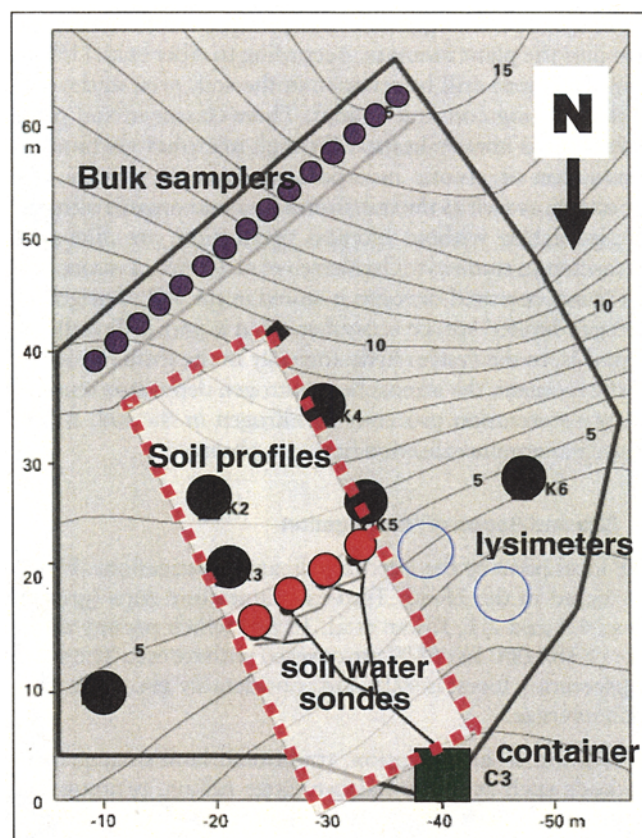 15
60
m
5
N
Bulk samplers
50
10
40
10
K4
5
30
Soil profiles
5
K6
K2
K5
lysimeters
20
K3
5
soil water
sondes
10
container
C3
0
-10
-20
-30
-40
-50 m